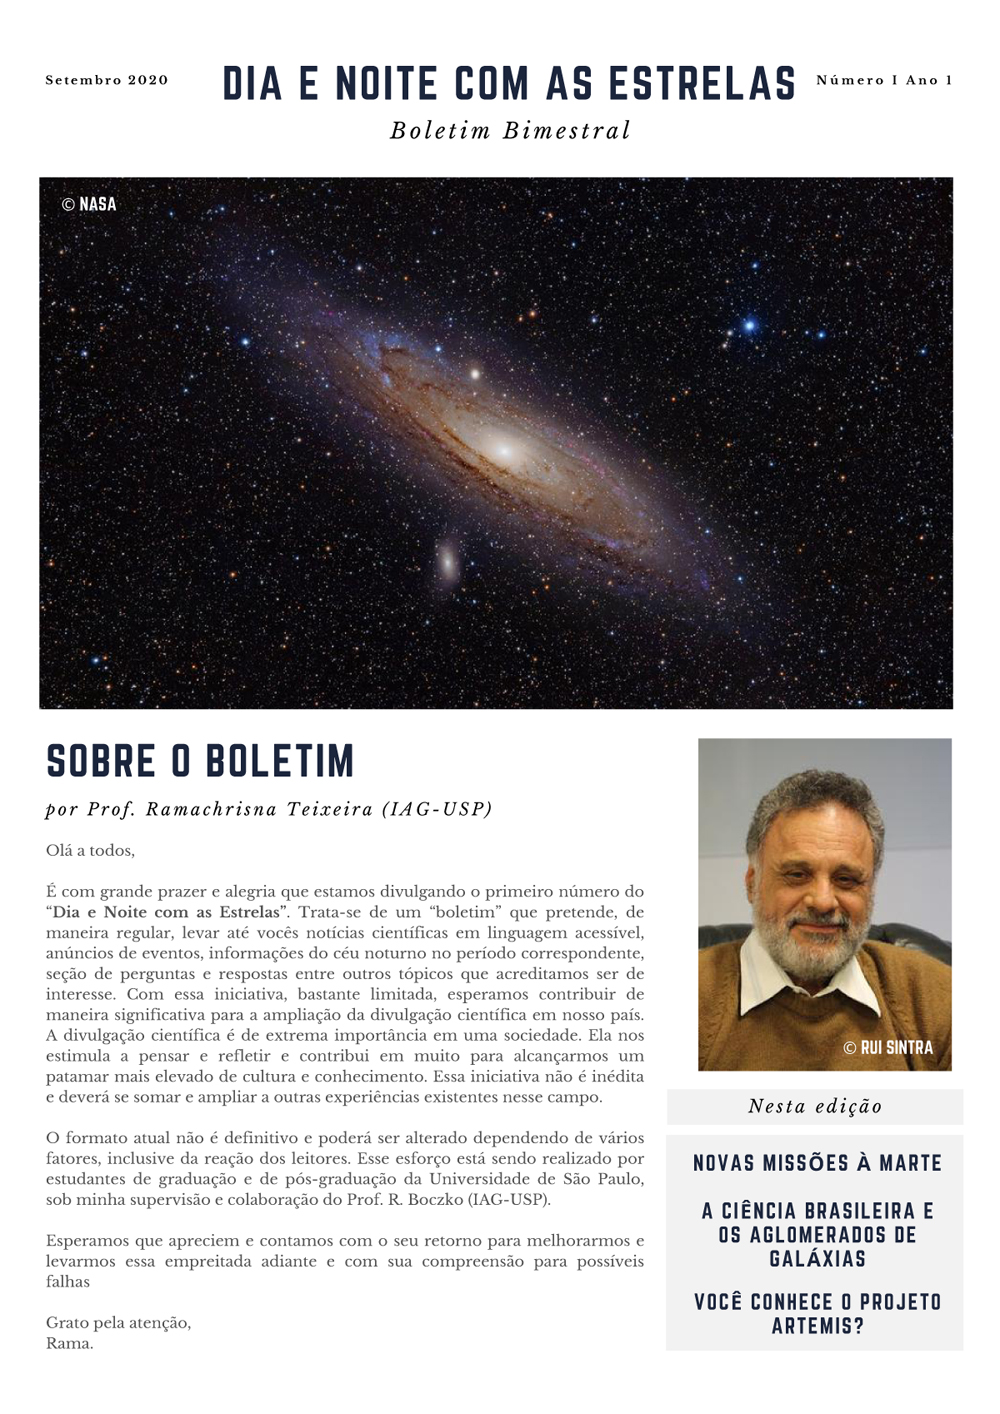 Setembro 2020
DIA E NOITE COM AS ESTRELAS
Número I Ano 1
Boletim Bimestral
© NASA
SOBRE O BOLETIM
por Prof. Ramachrisna Teixeira (IAG-USP)
Olá a todos,
É com grande prazer e alegria que estamos divulgando o primeiro número do
“Dia e Noite com as Estrelas”. Trata-se de um “boletim” que pretende, de
maneira regular, levar até vocês notícias científicas em linguagem acessível,
anúncios de eventos, informações do céu noturno no período correspondente,
seção de perguntas e respostas entre outros tópicos que acreditamos ser de
interesse. Com essa iniciativa, bastante limitada, esperamos contribuir de
maneira significativa para a ampliação da divulgação científica em nosso país.
A divulgação científica é de extrema importância em uma sociedade. Ela nos
estimula a pensar e refletir e contribui em muito para alcançarmos um
patamar mais elevado de cultura e conhecimento. Essa iniciativa não é inédita
e deverá se somar e ampliar a outras experiências existentes nesse campo.
O formato atual não é definitivo e poderá ser alterado dependendo de vários
fatores, inclusive da reação dos leitores. Esse esforço está sendo realizado por
estudantes de graduação e de pós-graduação da Universidade de São Paulo,
sob minha supervisão e colaboração do Prof. R. Boczko (IAG-USP).
Esperamos que apreciem e contamos com o seu retorno para melhorarmos e
levarmos essa empreitada adiante e com sua compreensão para possíveis
falhas
Grato pela atenção,
Rama.
© RUI SINTRA
Nesta edição
NOVAS MISSÕES À MARTE
A CIÊNCIA BRASILEIRA E
OS AGLOMERADOS DE
GALÁXIAS
VOCÊ CONHECE O PROJETO
ARTEMIS?